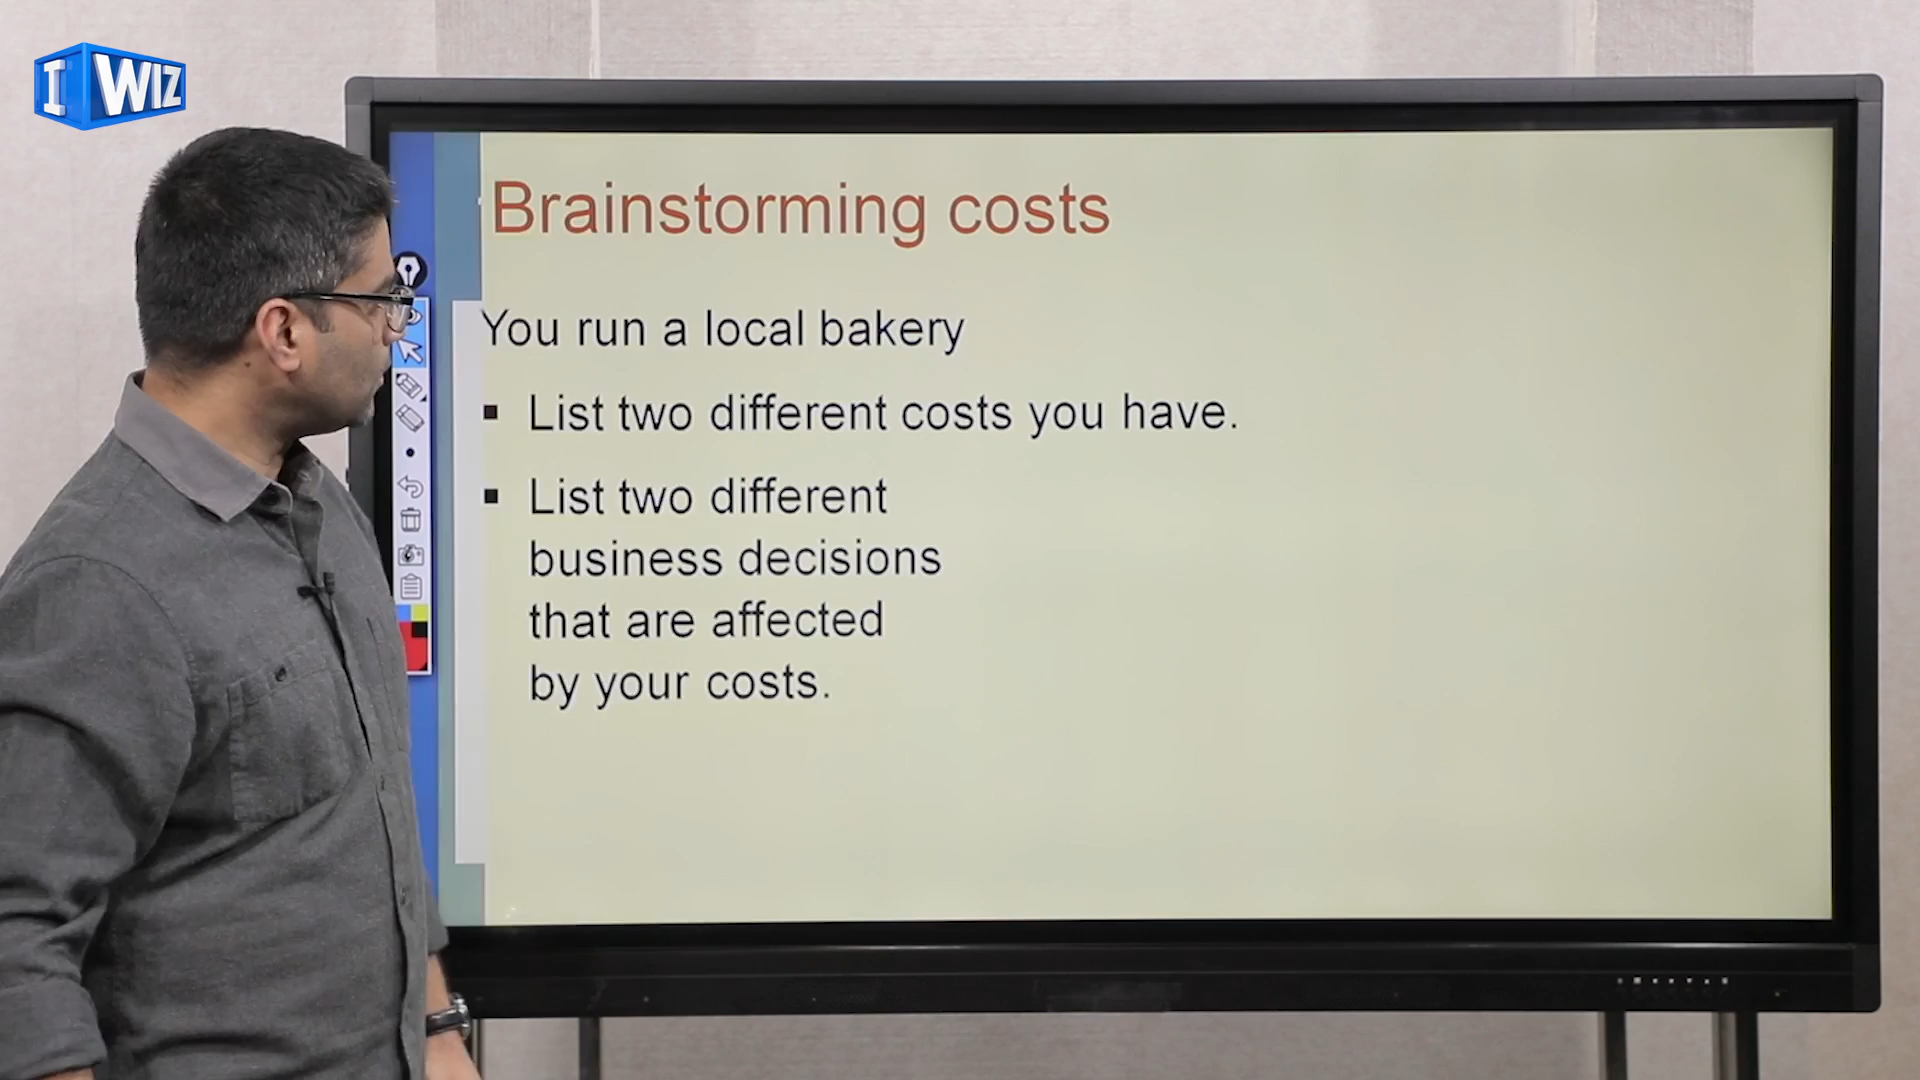 I WIZ
Brainstorming costs
You run a local bakery
▪ List two different costs you have.
▪ List two different
business decisions
that are affected
by your costs.